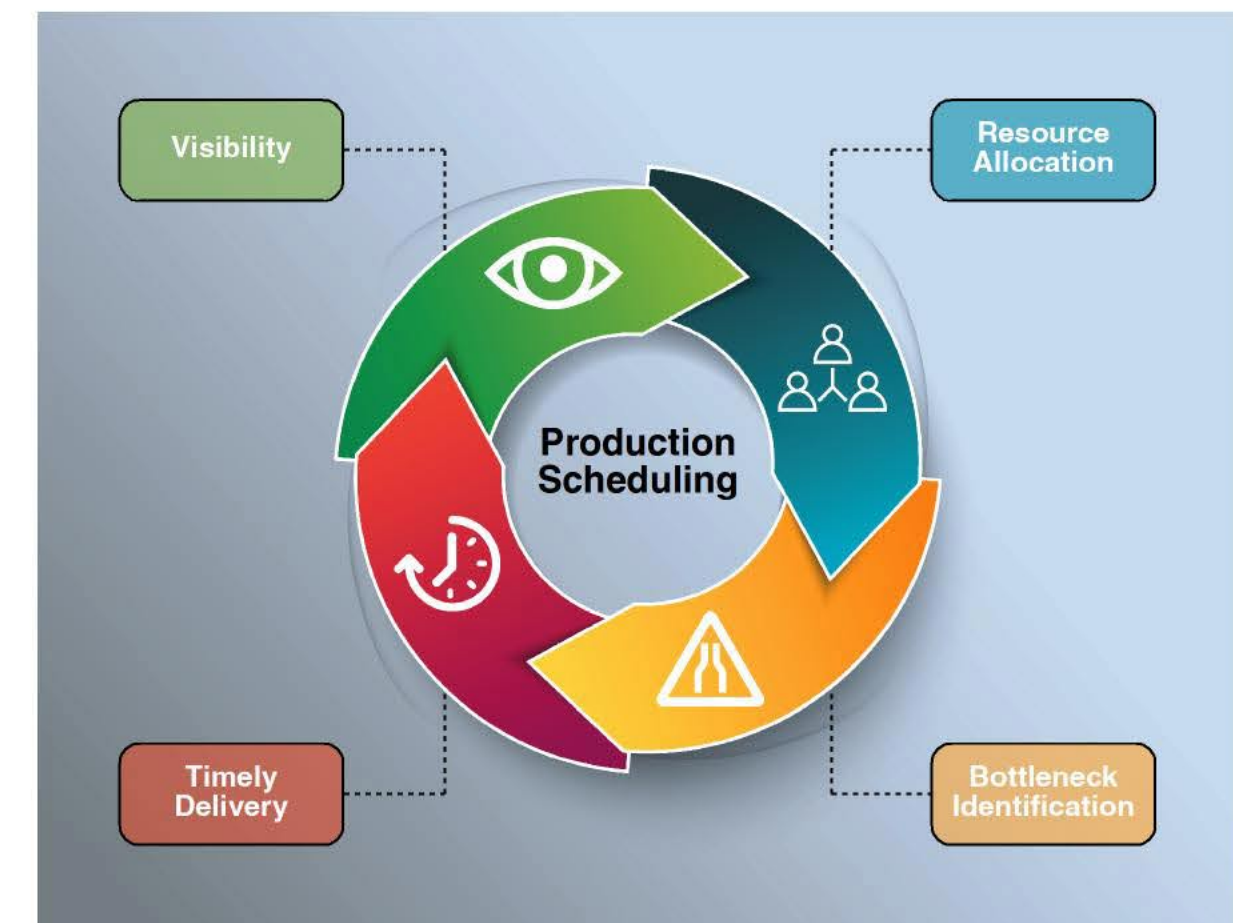 Visibility
Resource
Allocation
Production
Scheduling
Timely
Delivery
Bottleneck
Identification